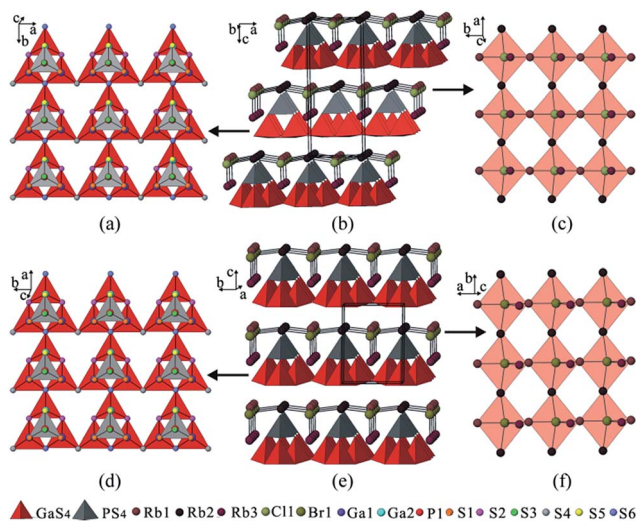 c a b
b a c
a b c
(a) (b) (c)
a b c
c b a
b a c
(d) (e) (f)
GaS4 PS4 Rb1 Rb2 Rb3 Cl1 Br1 Ga1 Ga2 P1 S1 S2 S3 S4 S5 S6